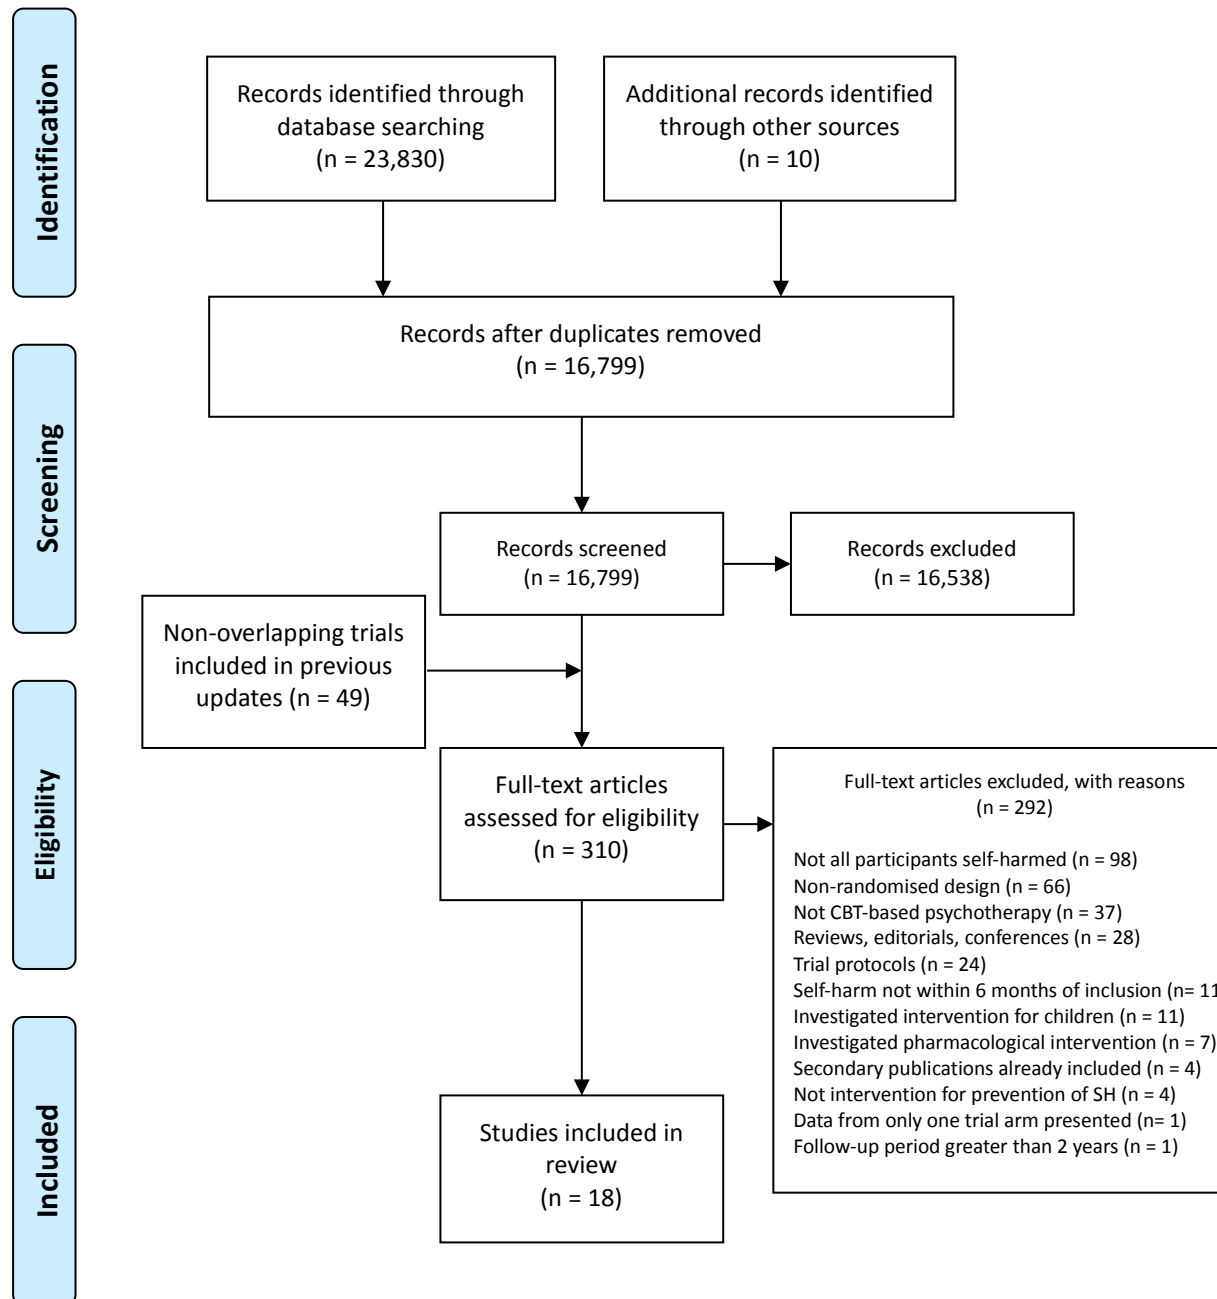 Identification
Records identified through
database searching
(n = 23,830)
Additional records identified
through other sources
(n = 10)
Records after duplicates removed
(n = 16,799)
Screening
Records screened
(n = 16,799)
Records excluded
(n = 16,538)
Non-overlapping trials
included in previous
updates (n = 49)
Eligibility
Full-text articles
assessed for eligibility
(n = 310)
Full-text articles excluded, with reasons
(n = 292)
Not all participants self-harmed (n = 98)
Non-randomised design (n = 66)
Not CBT-based psychotherapy (n = 37)
Reviews, editorials, conferences (n = 28)
Trial protocols (n = 24)
Self-harm not within 6 months of inclusion (n= 11
Investigated intervention for children (n = 11)
Investigated pharmacological intervention (n = 7)
Secondary publications already included (n = 4)
Not intervention for prevention of SH (n = 4)
Data from only one trial arm presented (n= 1)
Follow-up period greater than 2 years (n = 1)
Included
Studies included in
review
(n = 18)